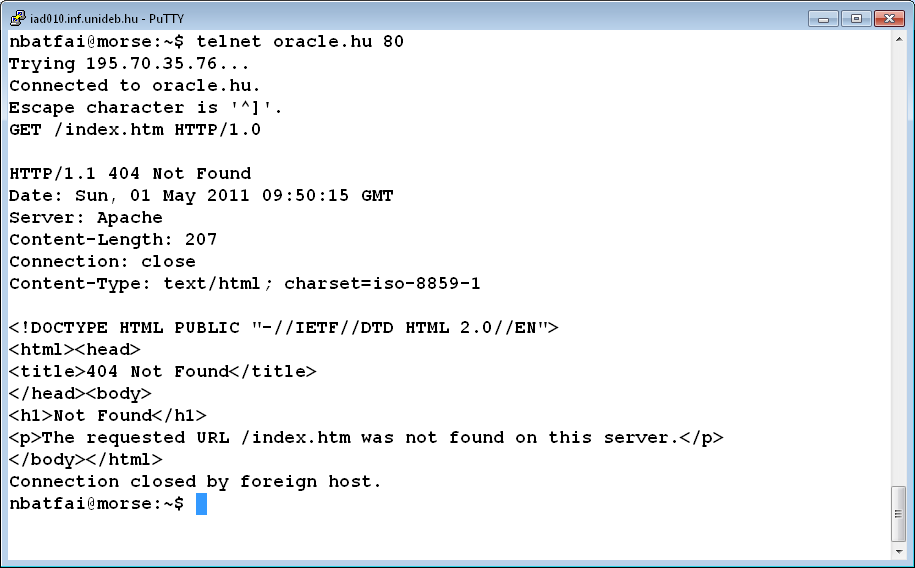 iad010.inf.unideb.hu - PuTTY
nbatfai@morse:~$ telnet oracle.hu 80
Trying 195.70.35.76...
Connected to oracle.hu.
Escape character is '^]'.
GET /index.htm HTTP/1.0

HTTP/1.1 404 Not Found
Date: Sun, 01 May 2011 09:50:15 GMT
Server: Apache
Content-Length: 207
Connection: close
Content-Type: text/html; charset=iso-8859-1

<!DOCTYPE HTML PUBLIC "-//IETF//DTD HTML 2.0//EN">
<html><head>
<title>404 Not Found</title>
</head><body>
<h1>Not Found</h1>
<p>The requested URL /index.htm was not found on this server.</p>
</body></html>
Connection closed by foreign host.
nbatfai@morse:~$